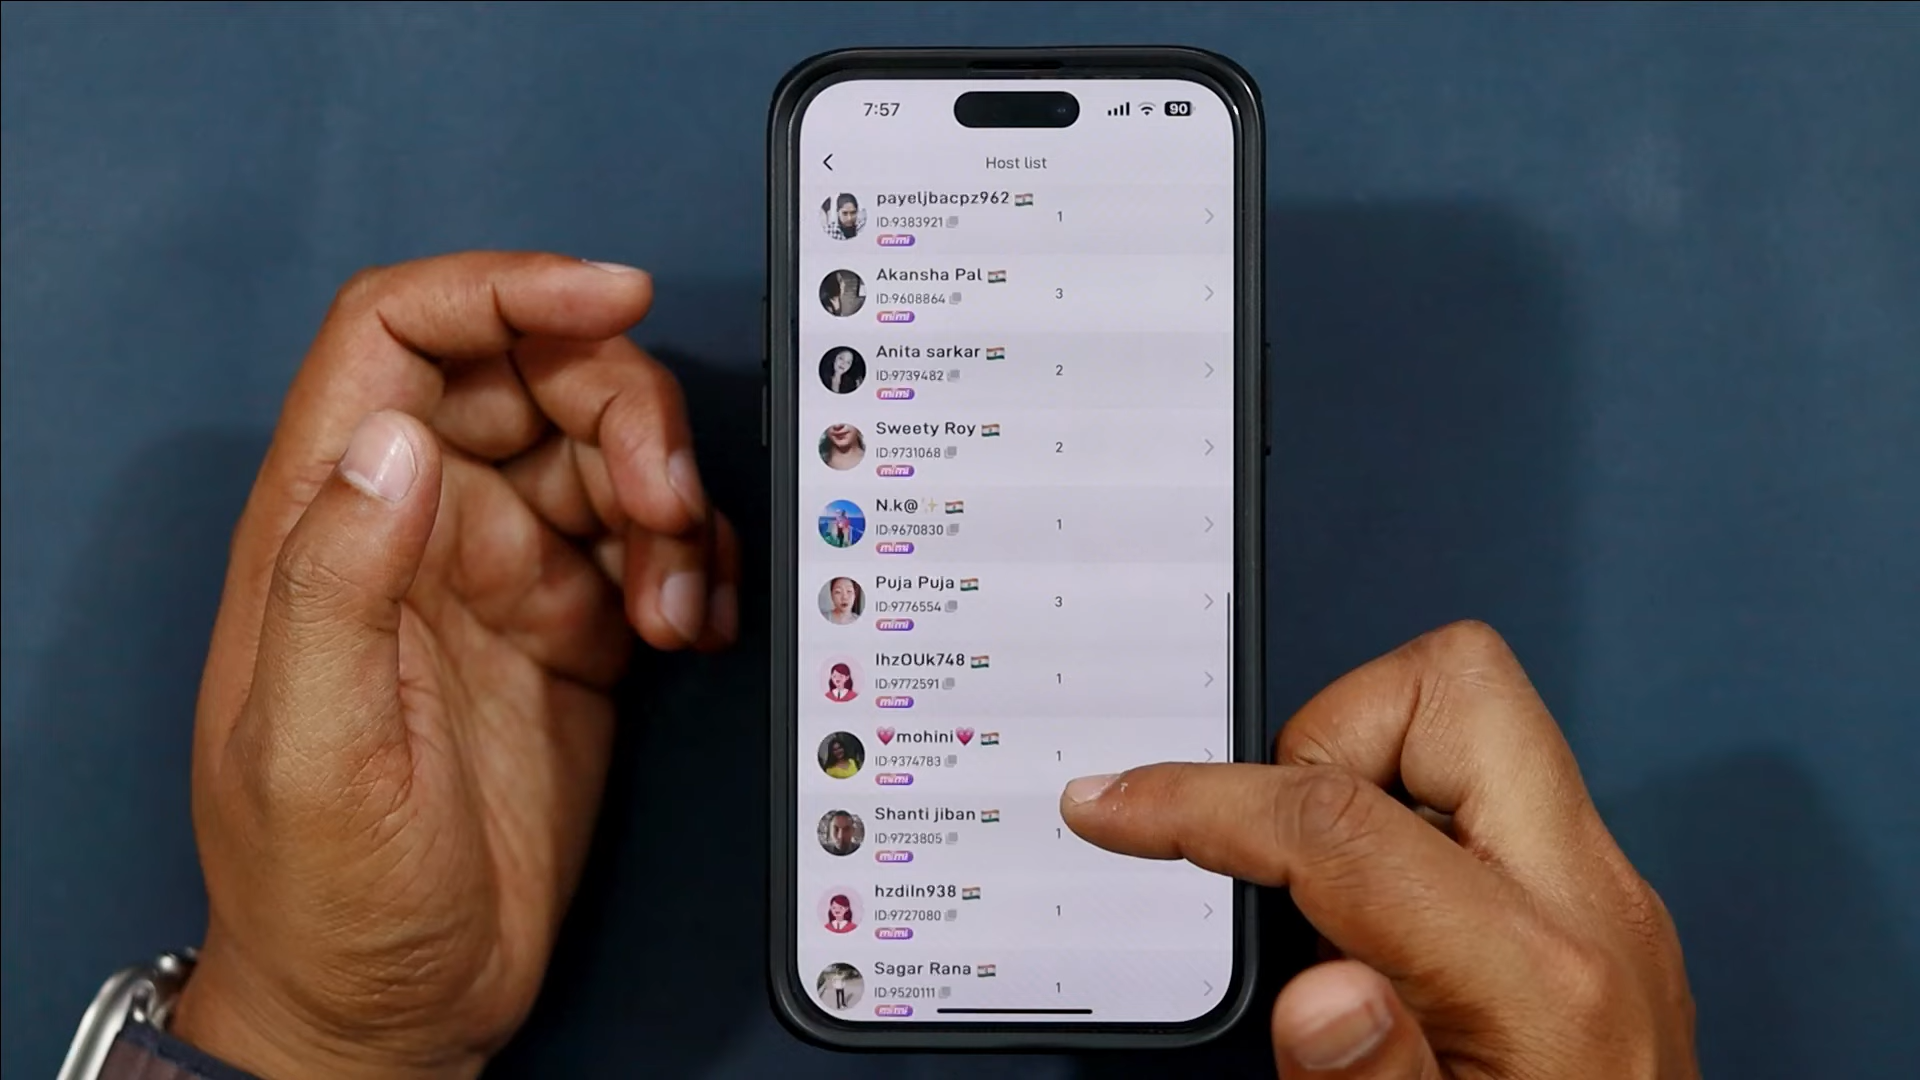 7:57
90
Host list
payeljbacpz962
ID:9383921
1
mimi
Akansha Pal
ID:9608864
3
mimi
Anita sarkar
ID:9739482
2
mimi
Sweety Roy
ID:9731068
2
mimi
N.k@✨
ID:9670830
1
mimi
Puja Puja
ID:9776554
3
mimi
IhzOUk748
ID:9772591
1
mimi
💗mohini💗
ID:9374783
1
mimi
Shanti jiban
ID:9723805
1
mimi
hzdiln938
ID:9727080
1
mimi
Sagar Rana
ID:9520111
1
mimi